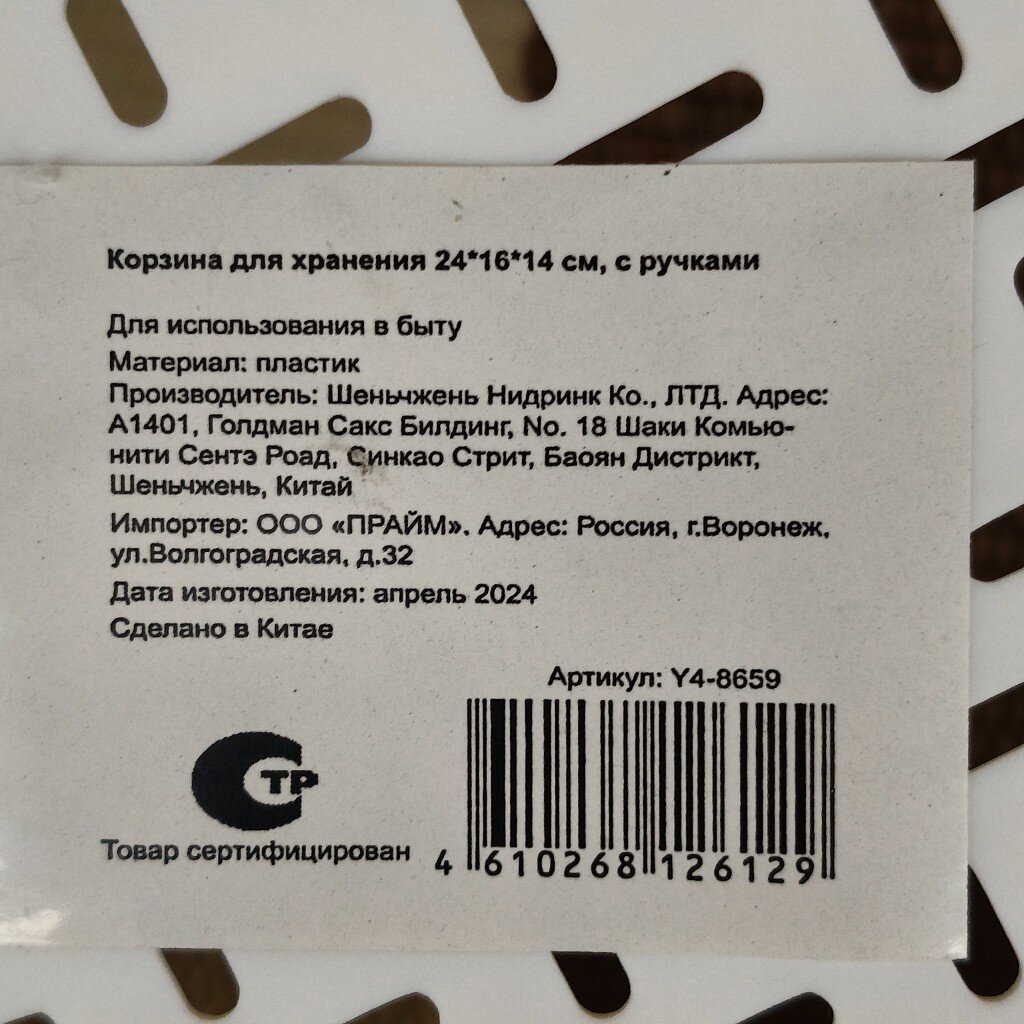 Корзина для хранения 24*16*14 см, с ручками
Для использования в быту
Материал: пластик
Производитель: Шеньчжень Нидринк Ко., ЛТД. Адрес:
А1401, Голдман Сакс Билдинг, No. 18 Шаки Комью-
нити Сентэ Роад, Синкао Стрит, Баоян Дистрикт,
Шеньчжень, Китай
Импортер: ООО «ПРАЙМ». Адрес: Россия, г.Воронеж,
ул.Волгоградская, д.32
Дата изготовления: апрель 2024
Сделано в Китае
Артикул: Y4-8659
СТР
Товар сертифицирован
4 610268 126129